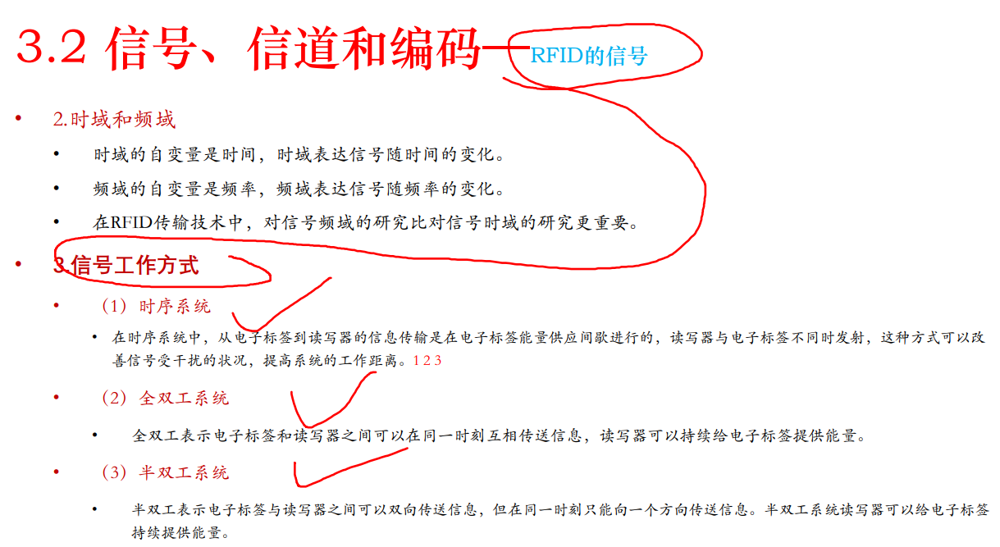 3.2 信号、信道和编码—RFID的信号
• 2.时域和频域
• 时域的自变量是时间，时域表达信号随时间的变化。
• 频域的自变量是频率，频域表达信号随频率的变化。
• 在RFID传输技术中，对信号频域的研究比对信号时域的研究更重要。
• 3.信号工作方式
• （1）时序系统
• 在时序系统中，从电子标签到读写器的信息传输是在电子标签能量供应间歇进行的，读写器与电子标签不同时发射，这种方式可以改
善信号受干扰的状况，提高系统的工作距离。1 2 3
• （2）全双工系统
• 全双工表示电子标签和读写器之间可以在同一时刻互相传送信息，读写器可以持续给电子标签提供能量。
• （3）半双工系统
• 半双工表示电子标签与读写器之间可以双向传送信息，但在同一时刻只能向一个方向传送信息。半双工系统读写器可以给电子标签
持续提供能量。